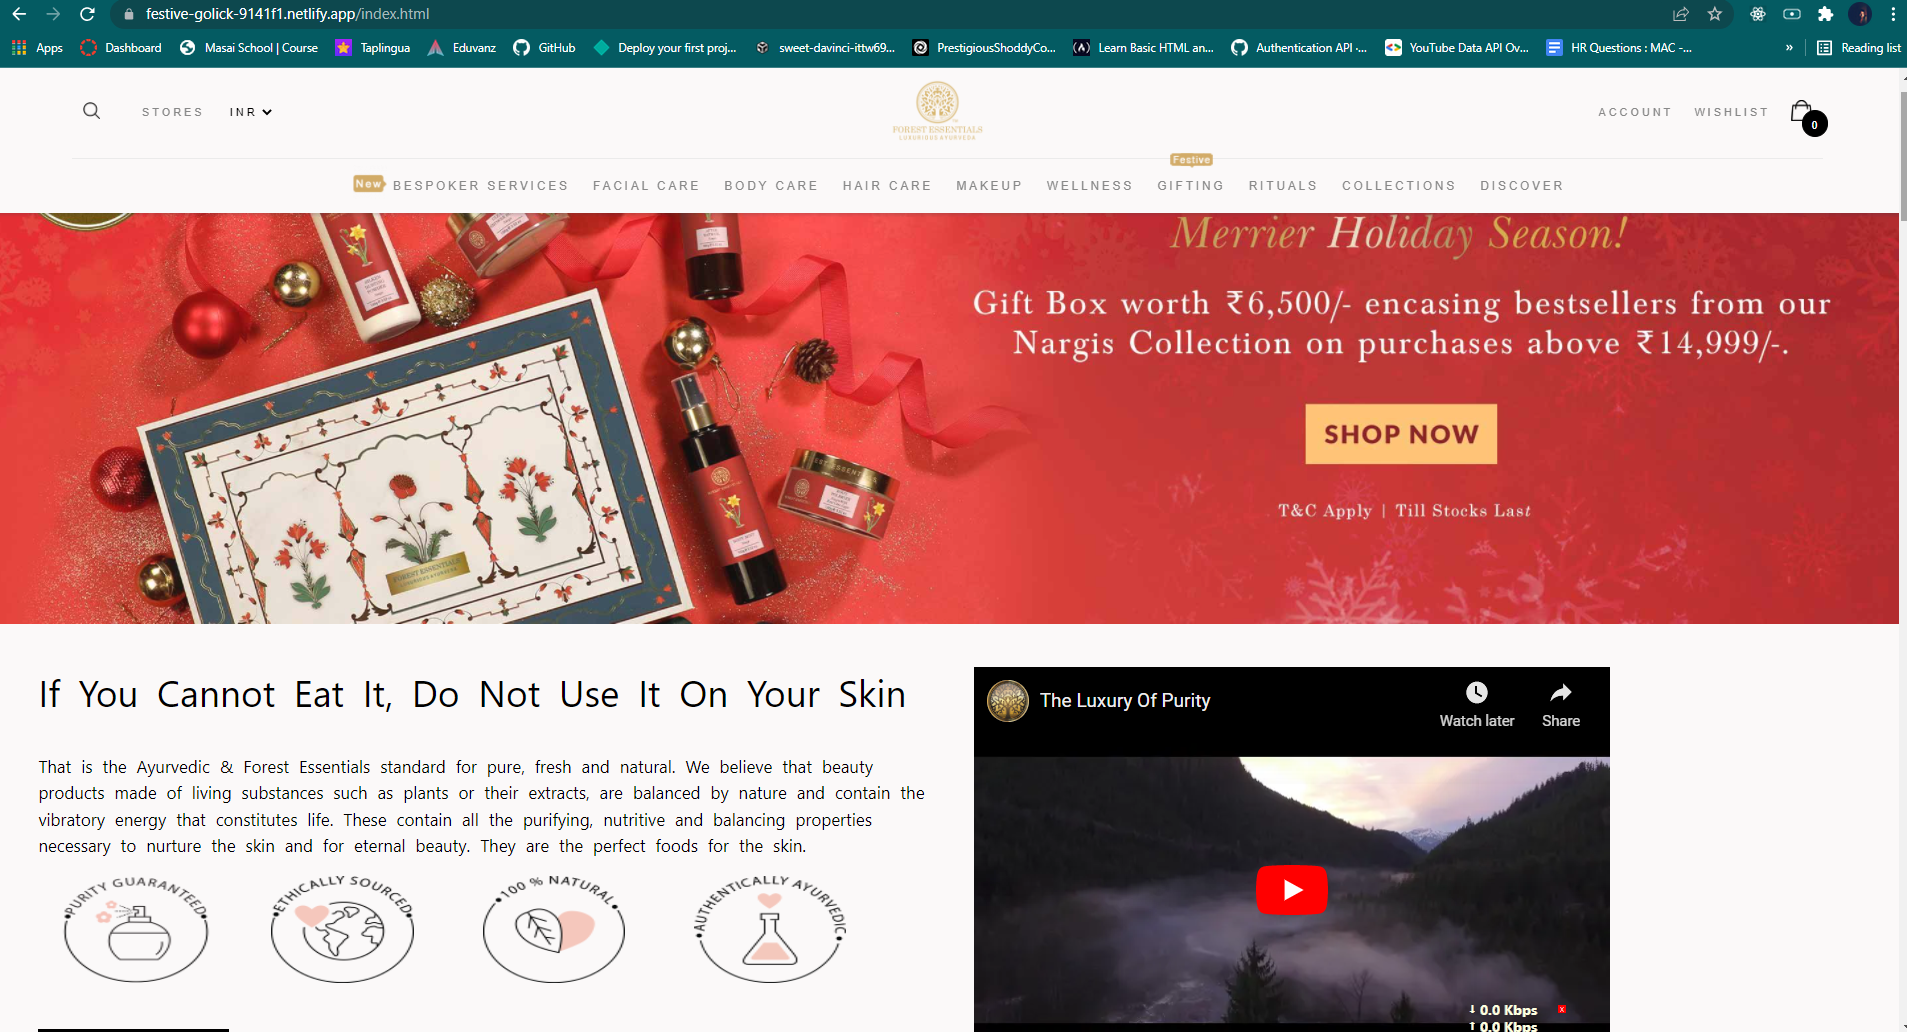 festive-golick-9141f1.netlify.app/index.html
Apps Dashboard Masai School | Course Taplingua Eduvanz GitHub Deploy your first proj... sweet-davinci-ittw69... PrestigiousShoddyCo... Learn Basic HTML an... Authentication API ·... YouTube Data API Ov... HR Questions : MAC -... » Reading list
STORES INR ACCOUNT WISHLIST 0
FOREST ESSENTIALS
LUXURIOUS AYURVEDA
Festive
New BESPOKER SERVICES FACIAL CARE BODY CARE HAIR CARE MAKEUP WELLNESS GIFTING RITUALS COLLECTIONS DISCOVER
Merrier Holiday Season!
Gift Box worth ₹6,500/- encasing bestsellers from our
Nargis Collection on purchases above ₹14,999/-.
SHOP NOW
T&C Apply | Till Stocks Last
FOREST ESSENTIALS
LUXURIOUS AYURVEDA
If You Cannot Eat It, Do Not Use It On Your Skin
That is the Ayurvedic & Forest Essentials standard for pure, fresh and natural. We believe that beauty
products made of living substances such as plants or their extracts, are balanced by nature and contain the
vibratory energy that constitutes life. These contain all the purifying, nutritive and balancing properties
necessary to nurture the skin and for eternal beauty. They are the perfect foods for the skin.
PURITY GUARANTEED
ETHICALLY SOURCED
100 % NATURAL
AUTHENTICALLY AYURVEDIC
The Luxury Of Purity
Watch later Share
0.0 Kbps
0.0 Kbps